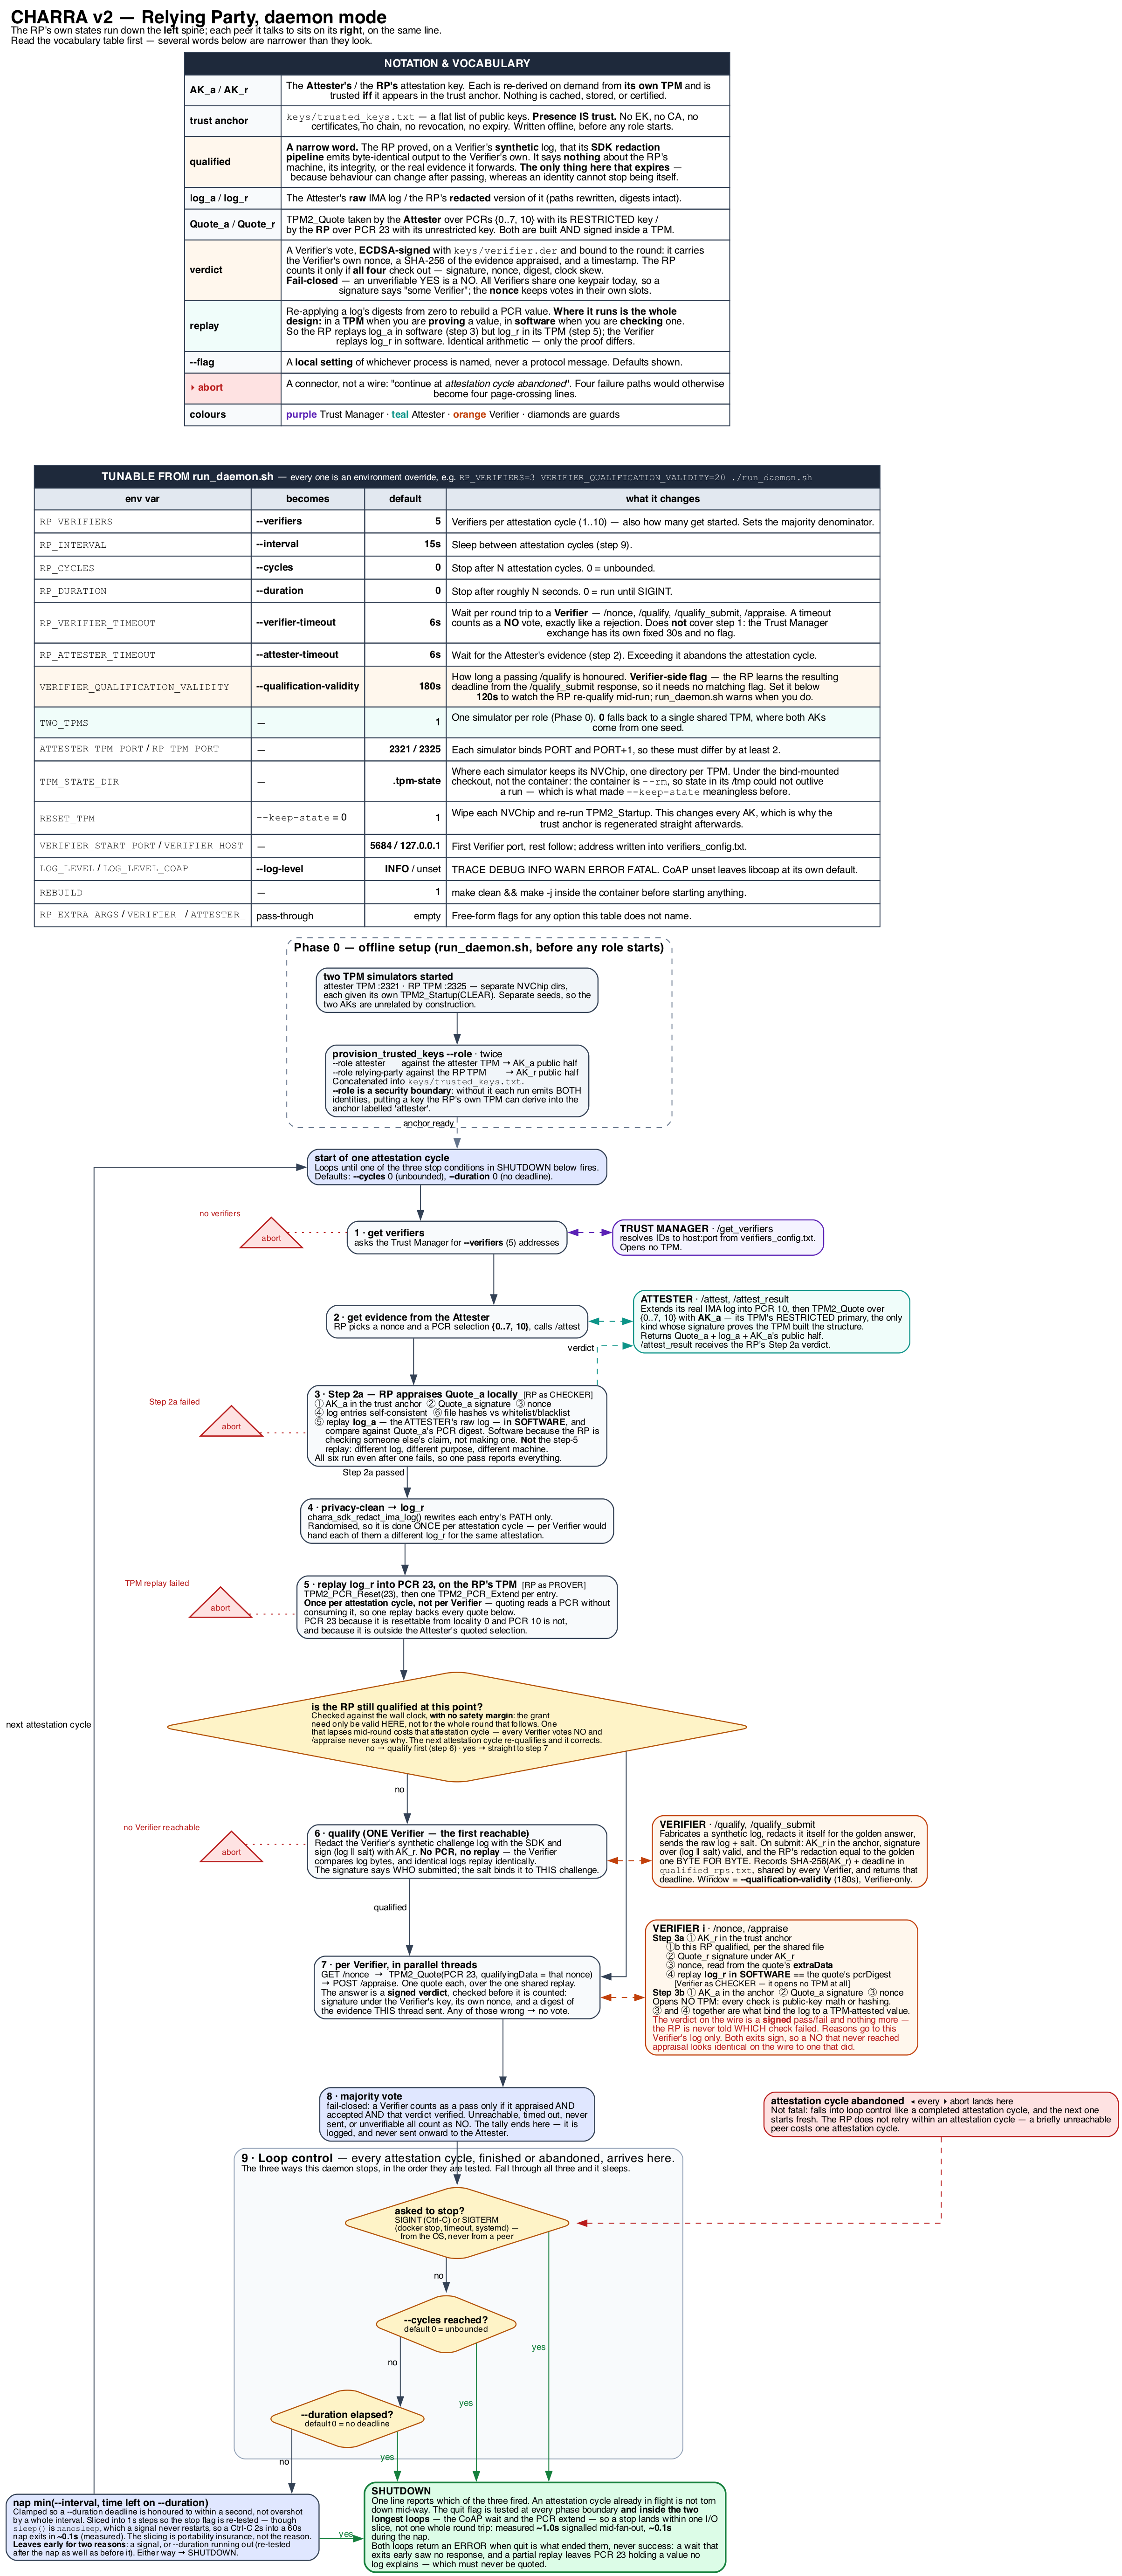 CHARRA v2 — Relying Party, daemon mode
The RP's own states run down the left spine; each peer it talks to sits on its right, on the same line.
Read the vocabulary table first — several words below are narrower than they look.
NOTATION & VOCABULARY
AK_a / AK_r
The Attester's / the RP's attestation key. Each is re-derived on demand from its own TPM and is
trusted iff it appears in the trust anchor. Nothing is cached, stored, or certified.
trust anchor
keys/trusted_keys.txt — a flat list of public keys. Presence IS trust. No EK, no CA, no
certificates, no chain, no revocation, no expiry. Written offline, before any role starts.
qualified
A narrow word. The RP proved, on a Verifier's synthetic log, that its SDK redaction
pipeline emits byte-identical output to the Verifier's own. It says nothing about the RP's
machine, its integrity, or the real evidence it forwards. The only thing here that expires —
because behaviour can change after passing, whereas an identity cannot stop being itself.
log_a / log_r
The Attester's raw IMA log / the RP's redacted version of it (paths rewritten, digests intact).
Quote_a / Quote_r
TPM2_Quote taken by the Attester over PCRs {0..7, 10} with its RESTRICTED key /
by the RP over PCR 23 with its unrestricted key. Both are built AND signed inside a TPM.
verdict
A Verifier's vote, ECDSA-signed with keys/verifier.der and bound to the round: it carries
the Verifier's own nonce, a SHA-256 of the evidence appraised, and a timestamp. The RP
counts it only if all four check out — signature, nonce, digest, clock skew.
Fail-closed — an unverifiable YES is a NO. All Verifiers share one keypair today, so a
signature says "some Verifier"; the nonce keeps votes in their own slots.
replay
Re-applying a log's digests from zero to rebuild a PCR value. Where it runs is the whole
design: in a TPM when you are proving a value, in software when you are checking one.
So the RP replays log_a in software (step 3) but log_r in its TPM (step 5); the Verifier
replays log_r in software. Identical arithmetic — only the proof differs.
--flag
A local setting of whichever process is named, never a protocol message. Defaults shown.
▸ abort
A connector, not a wire: "continue at attestation cycle abandoned". Four failure paths would otherwise
become four page-crossing lines.
colours
purple Trust Manager · teal Attester · orange Verifier · diamonds are guards
TUNABLE FROM run_daemon.sh — every one is an environment override, e.g. RP_VERIFIERS=3 VERIFIER_QUALIFICATION_VALIDITY=20 ./run_daemon.sh
env var becomes default what it changes
RP_VERIFIERS --verifiers 5 Verifiers per attestation cycle (1..10) — also how many get started. Sets the majority denominator.
RP_INTERVAL --interval 15s Sleep between attestation cycles (step 9).
RP_CYCLES --cycles 0 Stop after N attestation cycles. 0 = unbounded.
RP_DURATION --duration 0 Stop after roughly N seconds. 0 = run until SIGINT.
RP_VERIFIER_TIMEOUT --verifier-timeout 6s
Wait per round trip to a Verifier — /nonce, /qualify, /qualify_submit, /appraise. A timeout
counts as a NO vote, exactly like a rejection. Does not cover step 1: the Trust Manager
exchange has its own fixed 30s and no flag.
RP_ATTESTER_TIMEOUT --attester-timeout 6s Wait for the Attester's evidence (step 2). Exceeding it abandons the attestation cycle.
VERIFIER_QUALIFICATION_VALIDITY --qualification-validity 180s
How long a passing /qualify is honoured. Verifier-side flag — the RP learns the resulting
deadline from the /qualify_submit response, so it needs no matching flag. Set it below
120s to watch the RP re-qualify mid-run; run_daemon.sh warns when you do.
TWO_TPMS — 1
One simulator per role (Phase 0). 0 falls back to a single shared TPM, where both AKs
come from one seed.
ATTESTER_TPM_PORT / RP_TPM_PORT — 2321 / 2325 Each simulator binds PORT and PORT+1, so these must differ by at least 2.
TPM_STATE_DIR — .tpm-state
Where each simulator keeps its NVChip, one directory per TPM. Under the bind-mounted
checkout, not the container: the container is --rm, so state in its /tmp could not outlive
a run — which is what made --keep-state meaningless before.
RESET_TPM --keep-state = 0 1
Wipe each NVChip and re-run TPM2_Startup. This changes every AK, which is why the
trust anchor is regenerated straight afterwards.
VERIFIER_START_PORT / VERIFIER_HOST — 5684 / 127.0.0.1 First Verifier port, rest follow; address written into verifiers_config.txt.
LOG_LEVEL / LOG_LEVEL_COAP --log-level INFO / unset TRACE DEBUG INFO WARN ERROR FATAL. CoAP unset leaves libcoap at its own default.
REBUILD — 1 make clean && make -j inside the container before starting anything.
RP_EXTRA_ARGS / VERIFIER_ / ATTESTER_ pass-through empty Free-form flags for any option this table does not name.
Phase 0 — offline setup (run_daemon.sh, before any role starts)
two TPM simulators started
attester TPM :2321 · RP TPM :2325 — separate NVChip dirs,
each given its own TPM2_Startup(CLEAR). Separate seeds, so the
two AKs are unrelated by construction.
provision_trusted_keys --role · twice
--role attester against the attester TPM → AK_a public half
--role relying-party against the RP TPM → AK_r public half
Concatenated into keys/trusted_keys.txt.
--role is a security boundary: without it each run emits BOTH
identities, putting a key the RP's own TPM can derive into the
anchor labelled 'attester'.
anchor ready
start of one attestation cycle
Loops until one of the three stop conditions in SHUTDOWN below fires.
Defaults: --cycles 0 (unbounded), --duration 0 (no deadline).
no verifiers
abort
1 · get verifiers
asks the Trust Manager for --verifiers (5) addresses
TRUST MANAGER · /get_verifiers
resolves IDs to host:port from verifiers_config.txt.
Opens no TPM.
2 · get evidence from the Attester
RP picks a nonce and a PCR selection {0..7, 10}, calls /attest
ATTESTER · /attest, /attest_result
Extends its real IMA log into PCR 10, then TPM2_Quote over
{0..7, 10} with AK_a — its TPM's RESTRICTED primary, the only
kind whose signature proves the TPM built the structure.
Returns Quote_a + log_a + AK_a's public half.
/attest_result receives the RP's Step 2a verdict.
verdict
Step 2a failed
abort
3 · Step 2a — RP appraises Quote_a locally [RP as CHECKER]
① AK_a in the trust anchor ② Quote_a signature ③ nonce
④ log entries self-consistent ⑥ file hashes vs whitelist/blacklist
⑤ replay log_a — the ATTESTER's raw log — in SOFTWARE, and
compare against Quote_a's PCR digest. Software because the RP is
checking someone else's claim, not making one. Not the step-5
replay: different log, different purpose, different machine.
All six run even after one fails, so one pass reports everything.
Step 2a passed
4 · privacy-clean → log_r
charra_sdk_redact_ima_log() rewrites each entry's PATH only.
Randomised, so it is done ONCE per attestation cycle — per Verifier would
hand each of them a different log_r for the same attestation.
TPM replay failed
abort
5 · replay log_r into PCR 23, on the RP's TPM [RP as PROVER]
TPM2_PCR_Reset(23), then one TPM2_PCR_Extend per entry.
Once per attestation cycle, not per Verifier — quoting reads a PCR without
consuming it, so one replay backs every quote below.
PCR 23 because it is resettable from locality 0 and PCR 10 is not,
and because it is outside the Attester's quoted selection.
is the RP still qualified at this point?
Checked against the wall clock, with no safety margin: the grant
need only be valid HERE, not for the whole round that follows. One
that lapses mid-round costs that attestation cycle — every Verifier votes NO and
/appraise never says why. The next attestation cycle re-qualifies and it corrects.
no → qualify first (step 6) · yes → straight to step 7
next attestation cycle
no
no Verifier reachable
abort
6 · qualify (ONE Verifier — the first reachable)
Redact the Verifier's synthetic challenge log with the SDK and
sign (log ‖ salt) with AK_r. No PCR, no replay — the Verifier
compares log bytes, and identical logs replay identically.
The signature says WHO submitted; the salt binds it to THIS challenge.
VERIFIER · /qualify, /qualify_submit
Fabricates a synthetic log, redacts it itself for the golden answer,
sends the raw log + salt. On submit: AK_r in the anchor, signature
over (log ‖ salt) valid, and the RP's redaction equal to the golden
one BYTE FOR BYTE. Records SHA-256(AK_r) + deadline in
qualified_rps.txt, shared by every Verifier, and returns that
deadline. Window = --qualification-validity (180s), Verifier-only.
qualified
7 · per Verifier, in parallel threads
GET /nonce → TPM2_Quote(PCR 23, qualifyingData = that nonce)
→ POST /appraise. One quote each, over the one shared replay.
The answer is a signed verdict, checked before it is counted:
signature under the Verifier's key, its own nonce, and a digest of
the evidence THIS thread sent. Any of those wrong → no vote.
VERIFIER i · /nonce, /appraise
Step 3a ① AK_r in the trust anchor
①b this RP qualified, per the shared file
② Quote_r signature under AK_r
③ nonce, read from the quote's extraData
④ replay log_r in SOFTWARE == the quote's pcrDigest
[Verifier as CHECKER — it opens no TPM at all]
Step 3b ① AK_a in the anchor ② Quote_a signature ③ nonce
Opens NO TPM: every check is public-key math or hashing.
③ and ④ together are what bind the log to a TPM-attested value.
The verdict on the wire is a signed pass/fail and nothing more —
the RP is never told WHICH check failed. Reasons go to this
Verifier's log only. Both exits sign, so a NO that never reached
appraisal looks identical on the wire to one that did.
8 · majority vote
fail-closed: a Verifier counts as a pass only if it appraised AND
accepted AND that verdict verified. Unreachable, timed out, never
sent, or unverifiable all count as NO. The tally ends here — it is
logged, and never sent onward to the Attester.
attestation cycle abandoned ◂ every ▸ abort lands here
Not fatal: falls into loop control like a completed attestation cycle, and the next one
starts fresh. The RP does not retry within an attestation cycle — a briefly unreachable
peer costs one attestation cycle.
9 · Loop control — every attestation cycle, finished or abandoned, arrives here.
The three ways this daemon stops, in the order they are tested. Fall through all three and it sleeps.
asked to stop?
SIGINT (Ctrl-C) or SIGTERM
(docker stop, timeout, systemd) —
from the OS, never from a peer
no
--cycles reached?
default 0 = unbounded
yes
no
yes
--duration elapsed?
default 0 = no deadline
yes
no
nap min(--interval, time left on --duration)
Clamped so a --duration deadline is honoured to within a second, not overshot
by a whole interval. Sliced into 1s steps so the stop flag is re-tested — though
sleep() is nanosleep, which a signal never restarts, so a Ctrl-C 2s into a 60s
nap exits in ~0.1s (measured). The slicing is portability insurance, not the reason.
Leaves early for two reasons: a signal, or --duration running out (re-tested
after the nap as well as before it). Either way → SHUTDOWN.
yes
SHUTDOWN
One line reports which of the three fired. An attestation cycle already in flight is not torn
down mid-way. The quit flag is tested at every phase boundary and inside the two
longest loops — the CoAP wait and the PCR extend — so a stop lands within one I/O
slice, not one whole round trip: measured ~1.0s signalled mid-fan-out, ~0.1s
during the nap.
Both loops return an ERROR when quit is what ended them, never success: a wait that
exits early saw no response, and a partial replay leaves PCR 23 holding a value no
log explains — which must never be quoted.